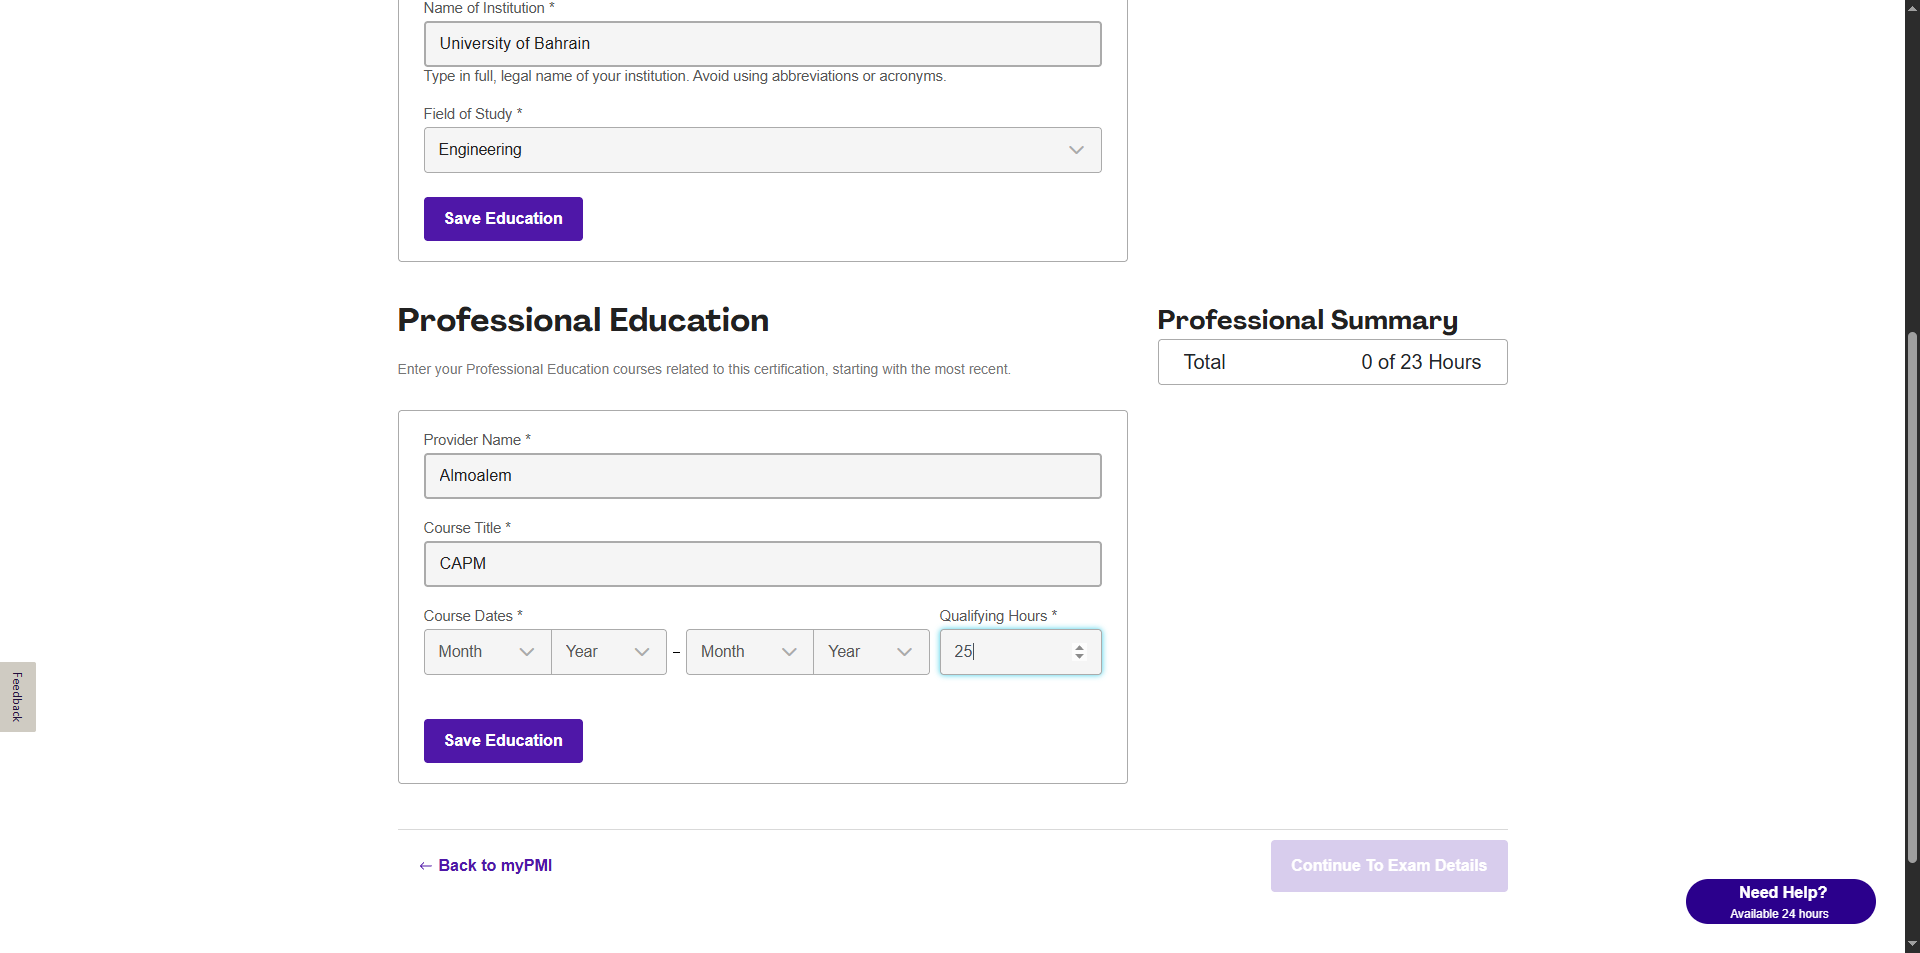 Name of Institution *
University of Bahrain
Type in full, legal name of your institution. Avoid using abbreviations or acronyms.
Field of Study *
Engineering
Save Education
Professional Education
Enter your Professional Education courses related to this certification, starting with the most recent.
Professional Summary
Total 0 of 23 Hours
Provider Name *
Almoalem
Course Title *
CAPM
Course Dates * Qualifying Hours *
Month Year – Month Year 25
Save Education
Feedback
← Back to myPMI
Continue To Exam Details
Need Help?
Available 24 hours